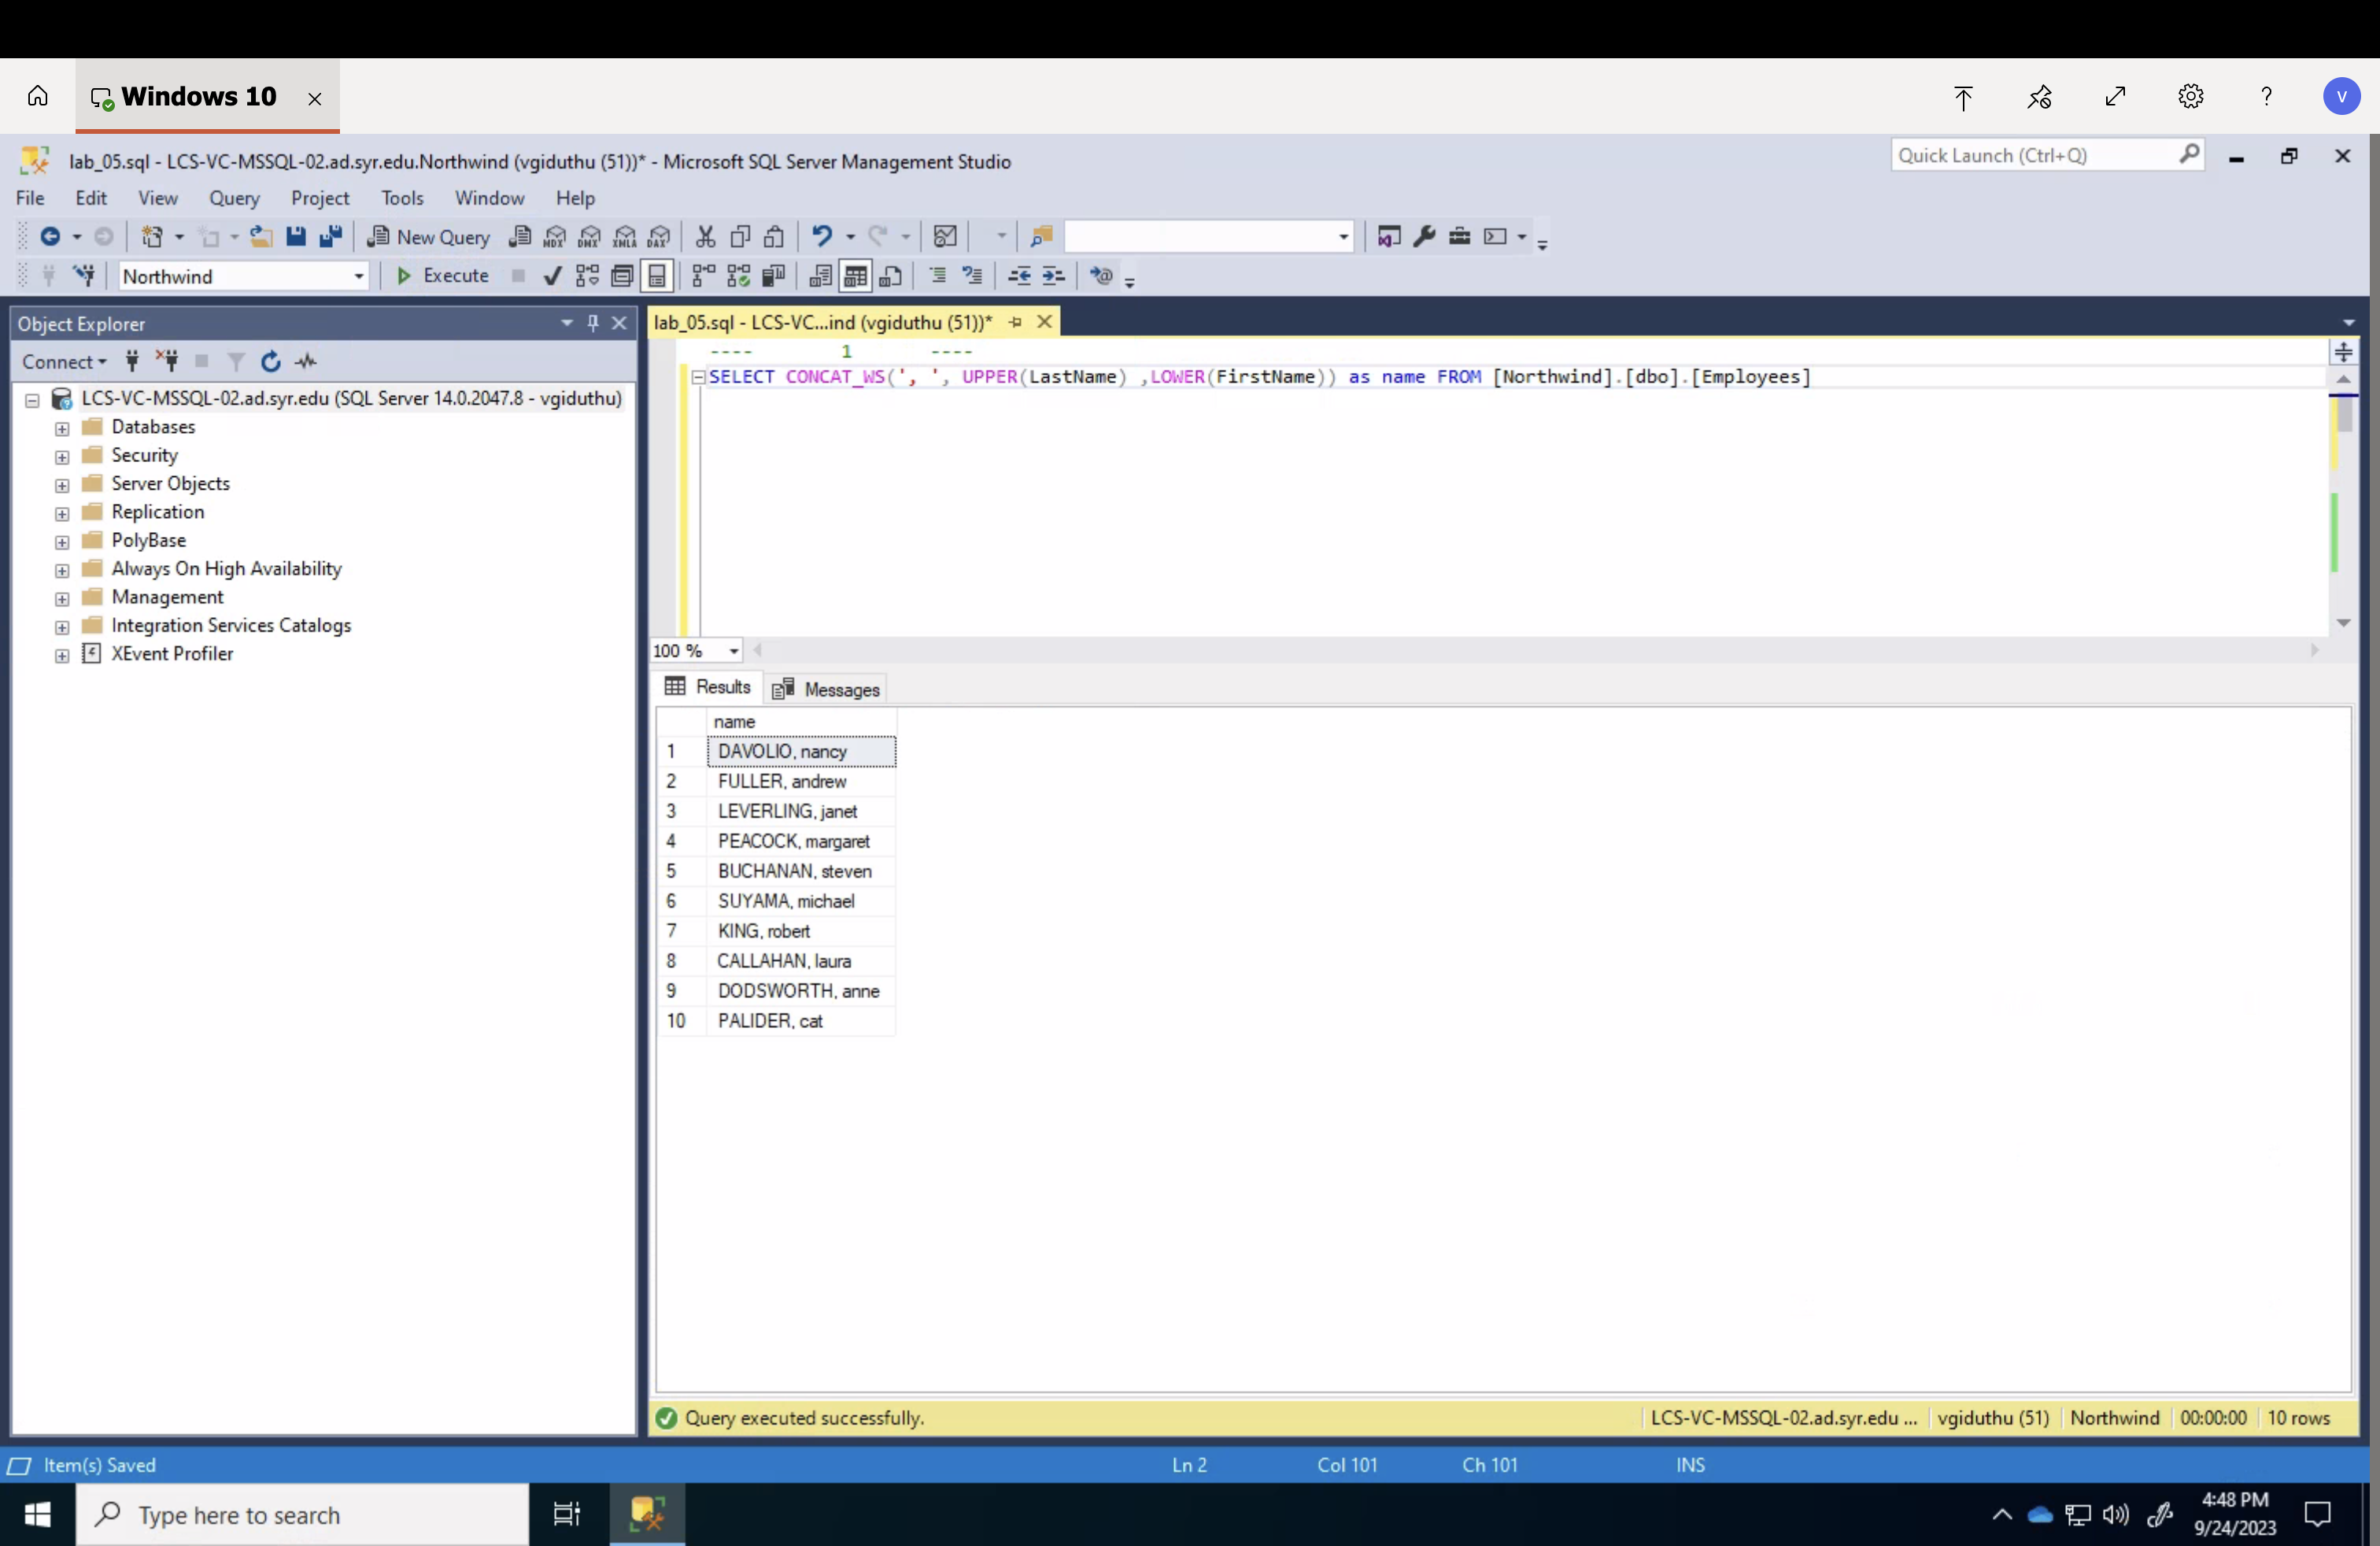 Windows 10
V
lab_05.sql - LCS-VC-MSSQL-02.ad.syr.edu.Northwind (vgiduthu (51))* - Microsoft SQL Server Management Studio
Quick Launch (Ctrl+Q)
File Edit View Query Project Tools Window Help
New Query MDX DMX XMLA DAX
Northwind Execute
Object Explorer
Connect
LCS-VC-MSSQL-02.ad.syr.edu (SQL Server 14.0.2047.8 - vgiduthu)
Databases
Security
Server Objects
Replication
PolyBase
Always On High Availability
Management
Integration Services Catalogs
XEvent Profiler
lab_05.sql - LCS-VC...ind (vgiduthu (51))*
---- 1 ----
SELECT CONCAT_WS(', ', UPPER(LastName) ,LOWER(FirstName)) as name FROM [Northwind].[dbo].[Employees]
100 %
Results Messages
name
1 DAVOLIO, nancy
2 FULLER, andrew
3 LEVERLING, janet
4 PEACOCK, margaret
5 BUCHANAN, steven
6 SUYAMA, michael
7 KING, robert
8 CALLAHAN, laura
9 DODSWORTH, anne
10 PALIDER, cat
Query executed successfully. LCS-VC-MSSQL-02.ad.syr.edu ... vgiduthu (51) Northwind 00:00:00 10 rows
Item(s) Saved Ln 2 Col 101 Ch 101 INS
Type here to search
4:48 PM
9/24/2023